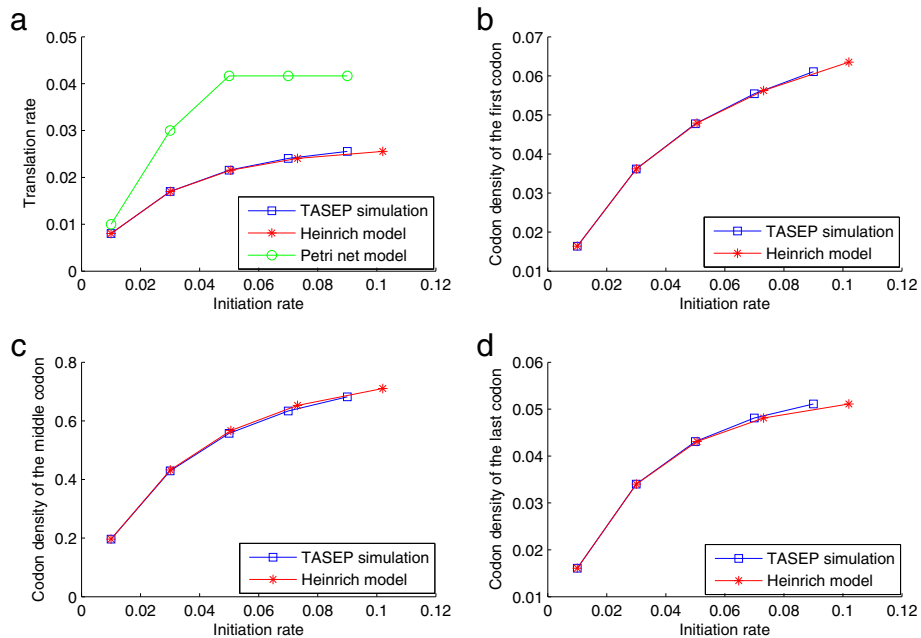 a
0.05
0.04
0.03
0.02
0.01
0
Translation rate
TASEP simulation
Heinrich model
Petri net model
0 0.02 0.04 0.06 0.08 0.1 0.12
Initiation rate
b
0.07
0.06
0.05
0.04
0.03
0.02
0.01
Codon density of the first codon
TASEP simulation
Heinrich model
0 0.02 0.04 0.06 0.08 0.1 0.12
Initiation rate
c
0.8
0.6
0.4
0.2
0
Codon density of the middle codon
TASEP simulation
Heinrich model
0 0.02 0.04 0.06 0.08 0.1 0.12
Initiation rate
d
0.06
0.05
0.04
0.03
0.02
0.01
Codon density of the last codon
TASEP simulation
Heinrich model
0 0.02 0.04 0.06 0.08 0.1 0.12
Initiation rate